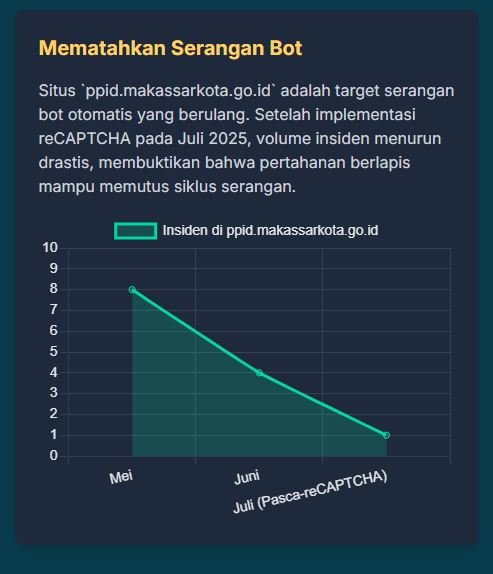 Mematahkan Serangan Bot
Situs `ppid.makassarkota.go.id` adalah target serangan
bot otomatis yang berulang. Setelah implementasi
reCAPTCHA pada Juli 2025, volume insiden menurun
drastis, membuktikan bahwa pertahanan berlapis
mampu memutus siklus serangan.
Insiden di ppid.makassarkota.go.id
10
9
8
7
6
5
4
3
2
1
0
Mei
Juni
Juli (Pasca-reCAPTCHA)